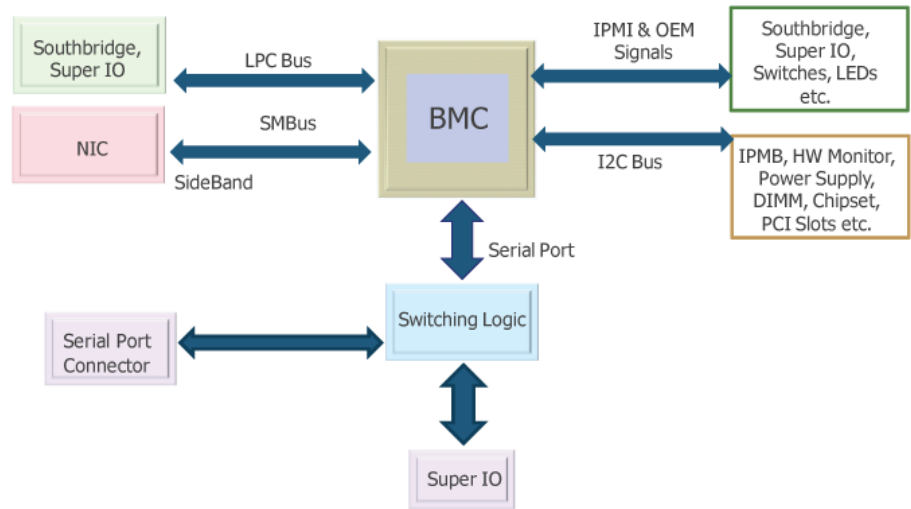 Southbridge,
Super IO
LPC Bus
IPMI & OEM
Signals
Southbridge,
Super IO,
Switches, LEDs
etc.
BMC
NIC
SMBus
SideBand
I2C Bus
IPMB, HW Monitor,
Power Supply,
DIMM, Chipset,
PCI Slots etc.
Serial Port
Switching Logic
Serial Port
Connector
Super IO